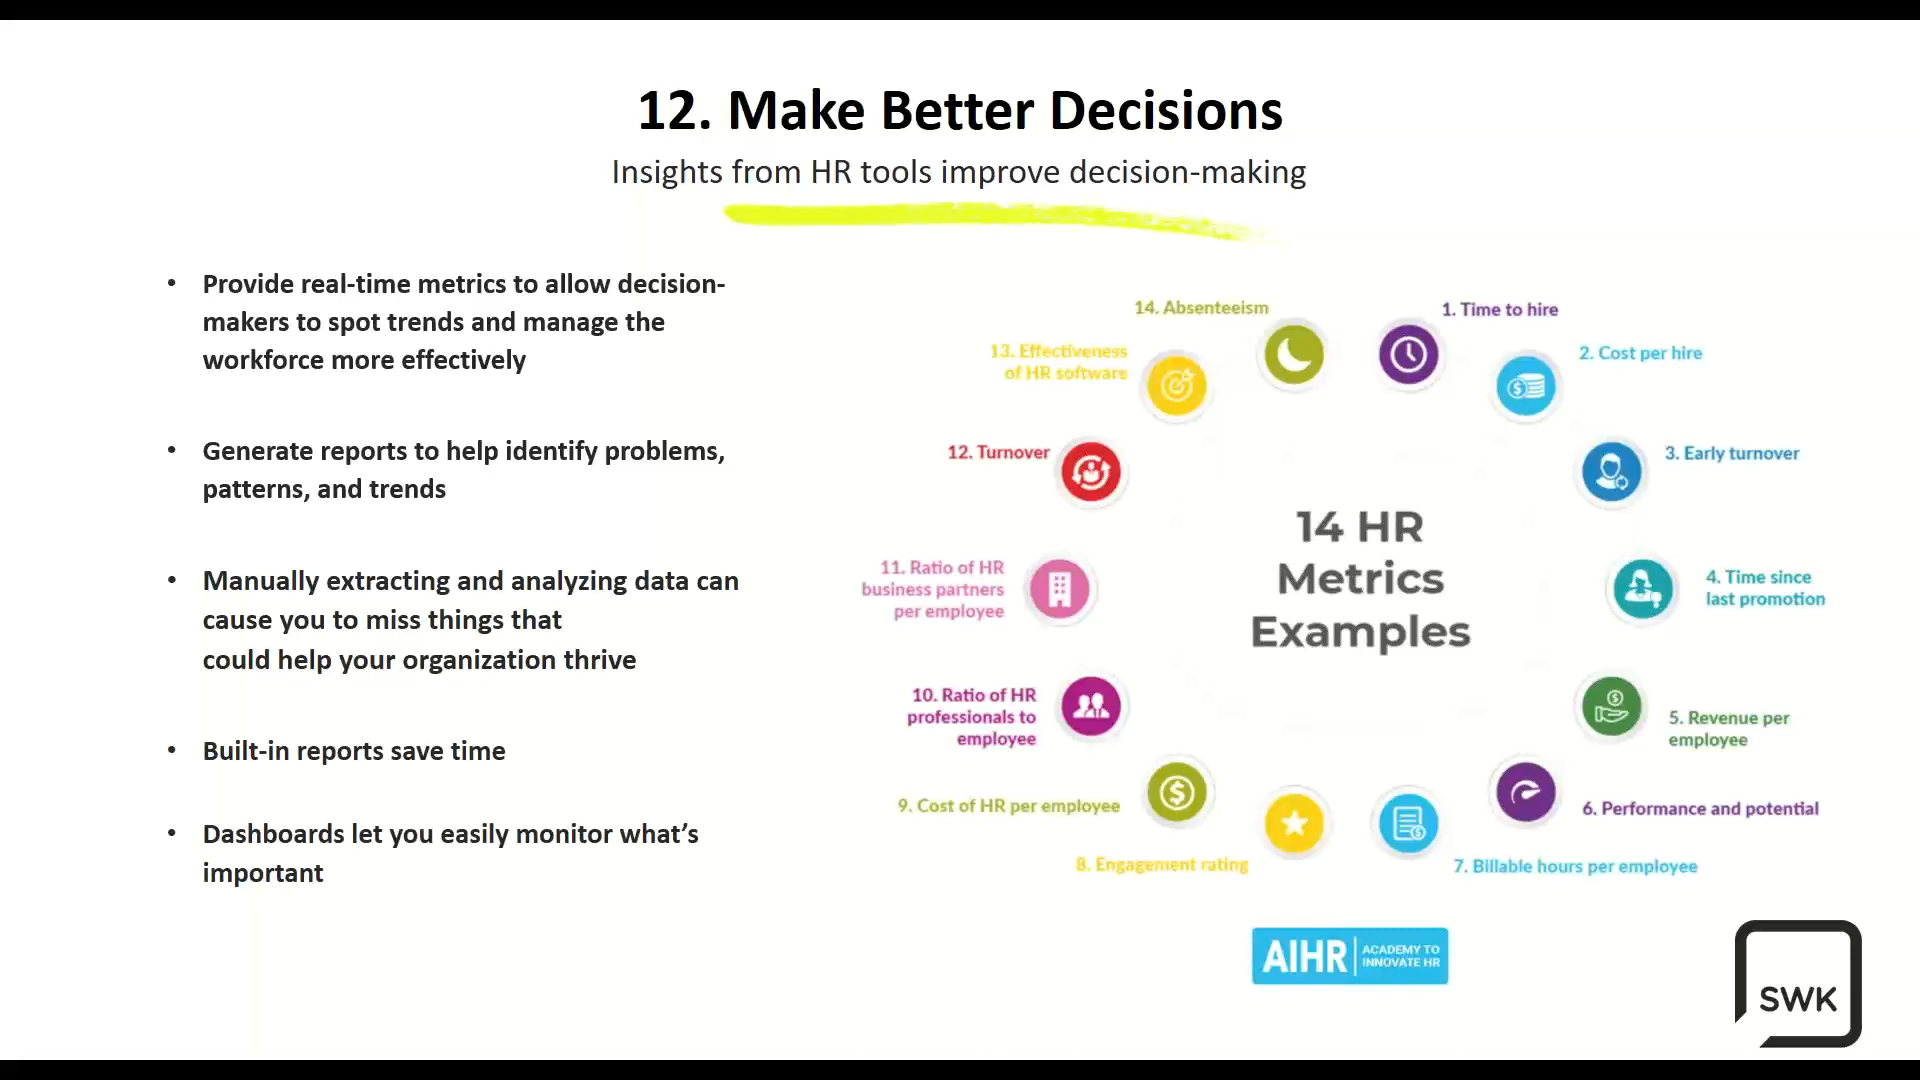 12. Make Better Decisions
Insights from HR tools improve decision-making
• Provide real-time metrics to allow decision-
makers to spot trends and manage the
workforce more effectively
• Generate reports to help identify problems,
patterns, and trends
• Manually extracting and analyzing data can
cause you to miss things that
could help your organization thrive
• Built-in reports save time
• Dashboards let you easily monitor what’s
important
14 HR
Metrics
Examples
1. Time to hire
2. Cost per hire
3. Early turnover
4. Time since
last promotion
5. Revenue per
employee
6. Performance and potential
7. Billable hours per employee
8. Engagement rating
9. Cost of HR per employee
10. Ratio of HR
professionals to
employee
11. Ratio of HR
business partners
per employee
12. Turnover
13. Effectiveness
of HR software
14. Absenteeism
AIHR
ACADEMY TO
INNOVATE HR
SWK